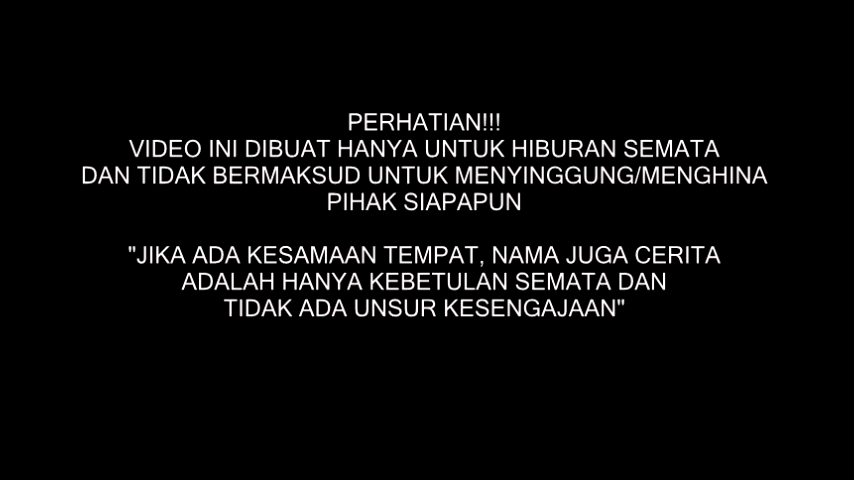 PERHATIAN!!!
VIDEO INI DIBUAT HANYA UNTUK HIBURAN SEMATA
DAN TIDAK BERMAKSUD UNTUK MENYINGGUNG/MENGHINA
PIHAK SIAPAPUN
"JIKA ADA KESAMAAN TEMPAT, NAMA JUGA CERITA
ADALAH HANYA KEBETULAN SEMATA DAN
TIDAK ADA UNSUR KESENGAJAAN"